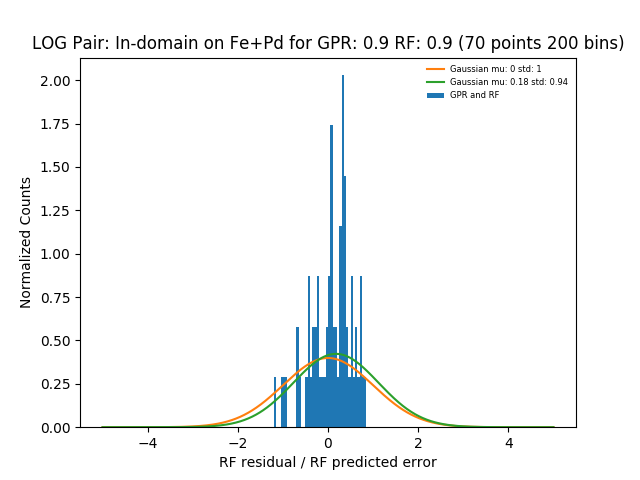 LOG Pair: In-domain on Fe+Pd for GPR: 0.9 RF: 0.9 (70 points 200 bins)
Gaussian mu: 0 std: 1
Gaussian mu: 0.18 std: 0.94
GPR and RF
Normalized Counts
2.00
1.75
1.50
1.25
1.00
0.75
0.50
0.25
0.00
−4
−2
0
2
4
RF residual / RF predicted error